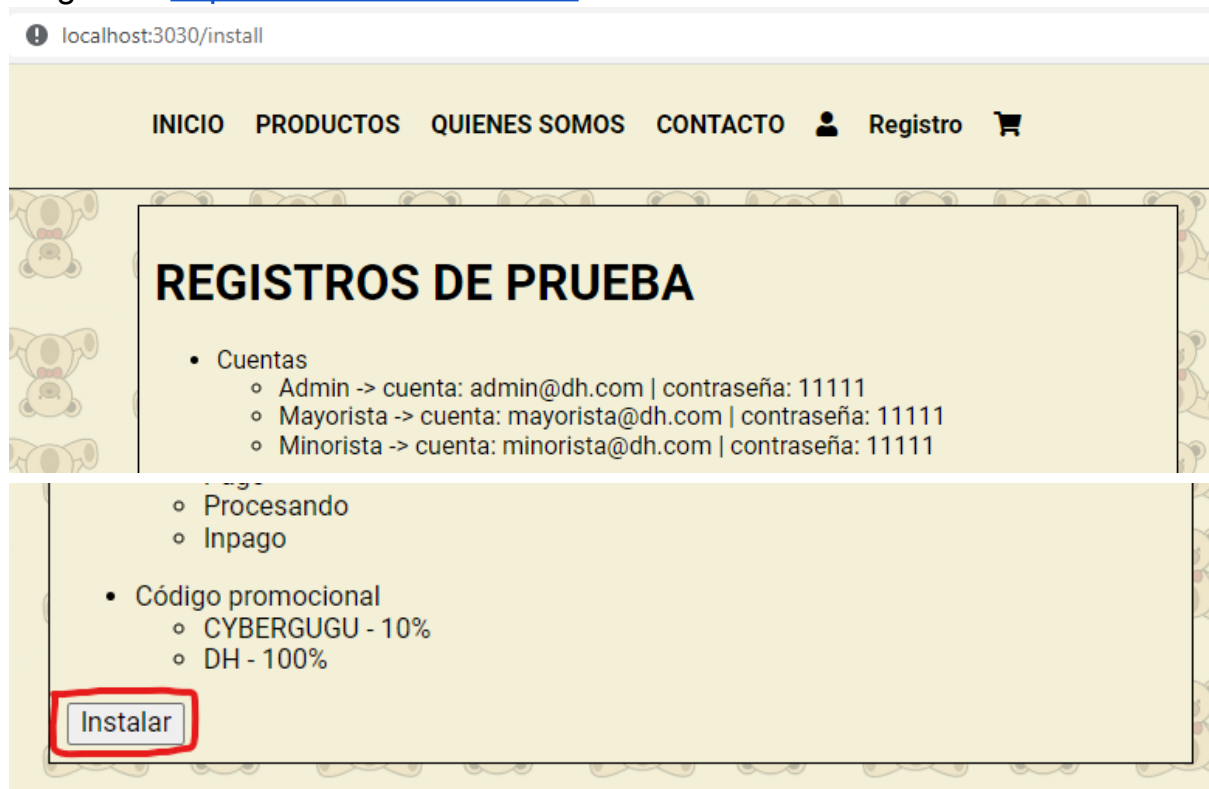 localhost:3030/install
INICIO PRODUCTOS QUIENES SOMOS CONTACTO Registro
REGISTROS DE PRUEBA
• Cuentas
◦ Admin -> cuenta: admin@dh.com | contraseña: 11111
◦ Mayorista -> cuenta: mayorista@dh.com | contraseña: 11111
◦ Minorista -> cuenta: minorista@dh.com | contraseña: 11111
◦ Procesando
◦ Inpago
• Código promocional
◦ CYBERGUGU - 10%
◦ DH - 100%
Instalar